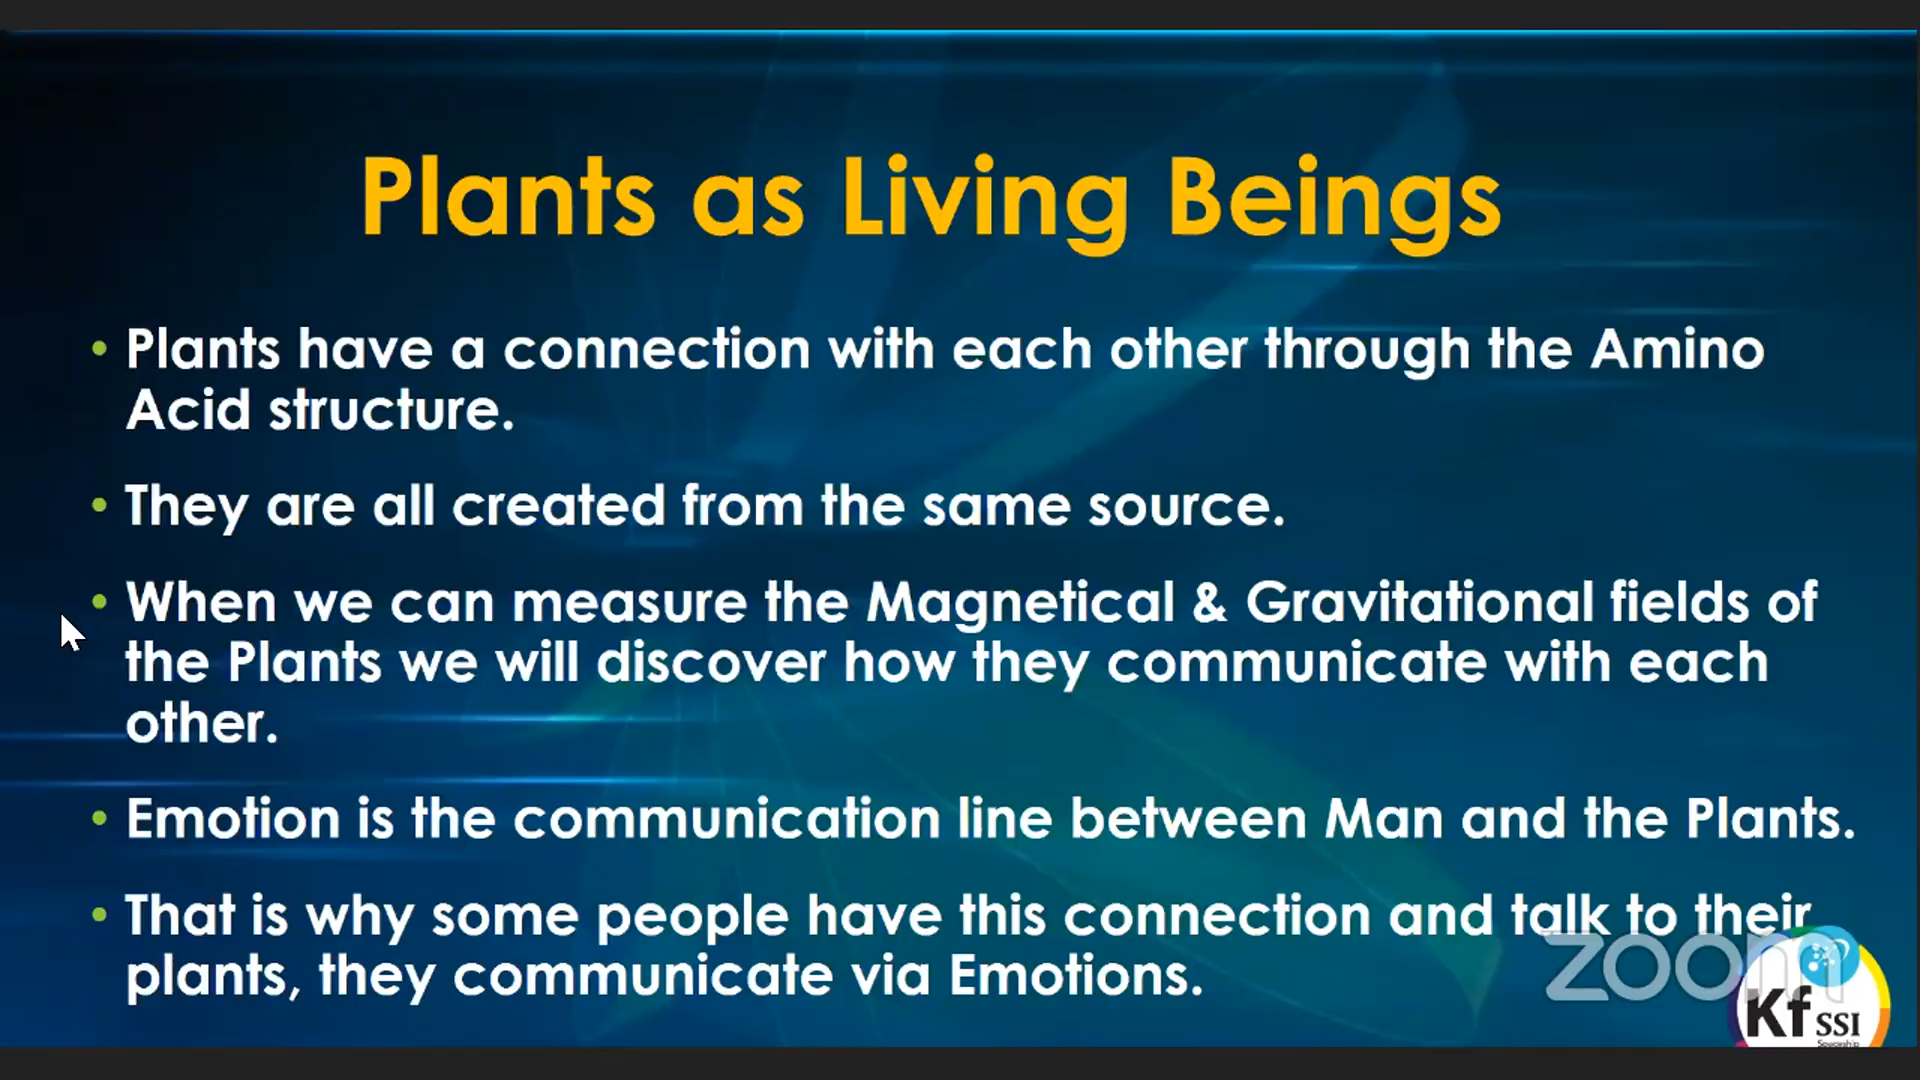 Plants as Living Beings
• Plants have a connection with each other through the Amino
Acid structure.
• They are all created from the same source.
• When we can measure the Magnetical & Gravitational fields of
the Plants we will discover how they communicate with each
other.
• Emotion is the communication line between Man and the Plants.
• That is why some people have this connection and talk to their
plants, they communicate via Emotions.
zoom
Kf SSI